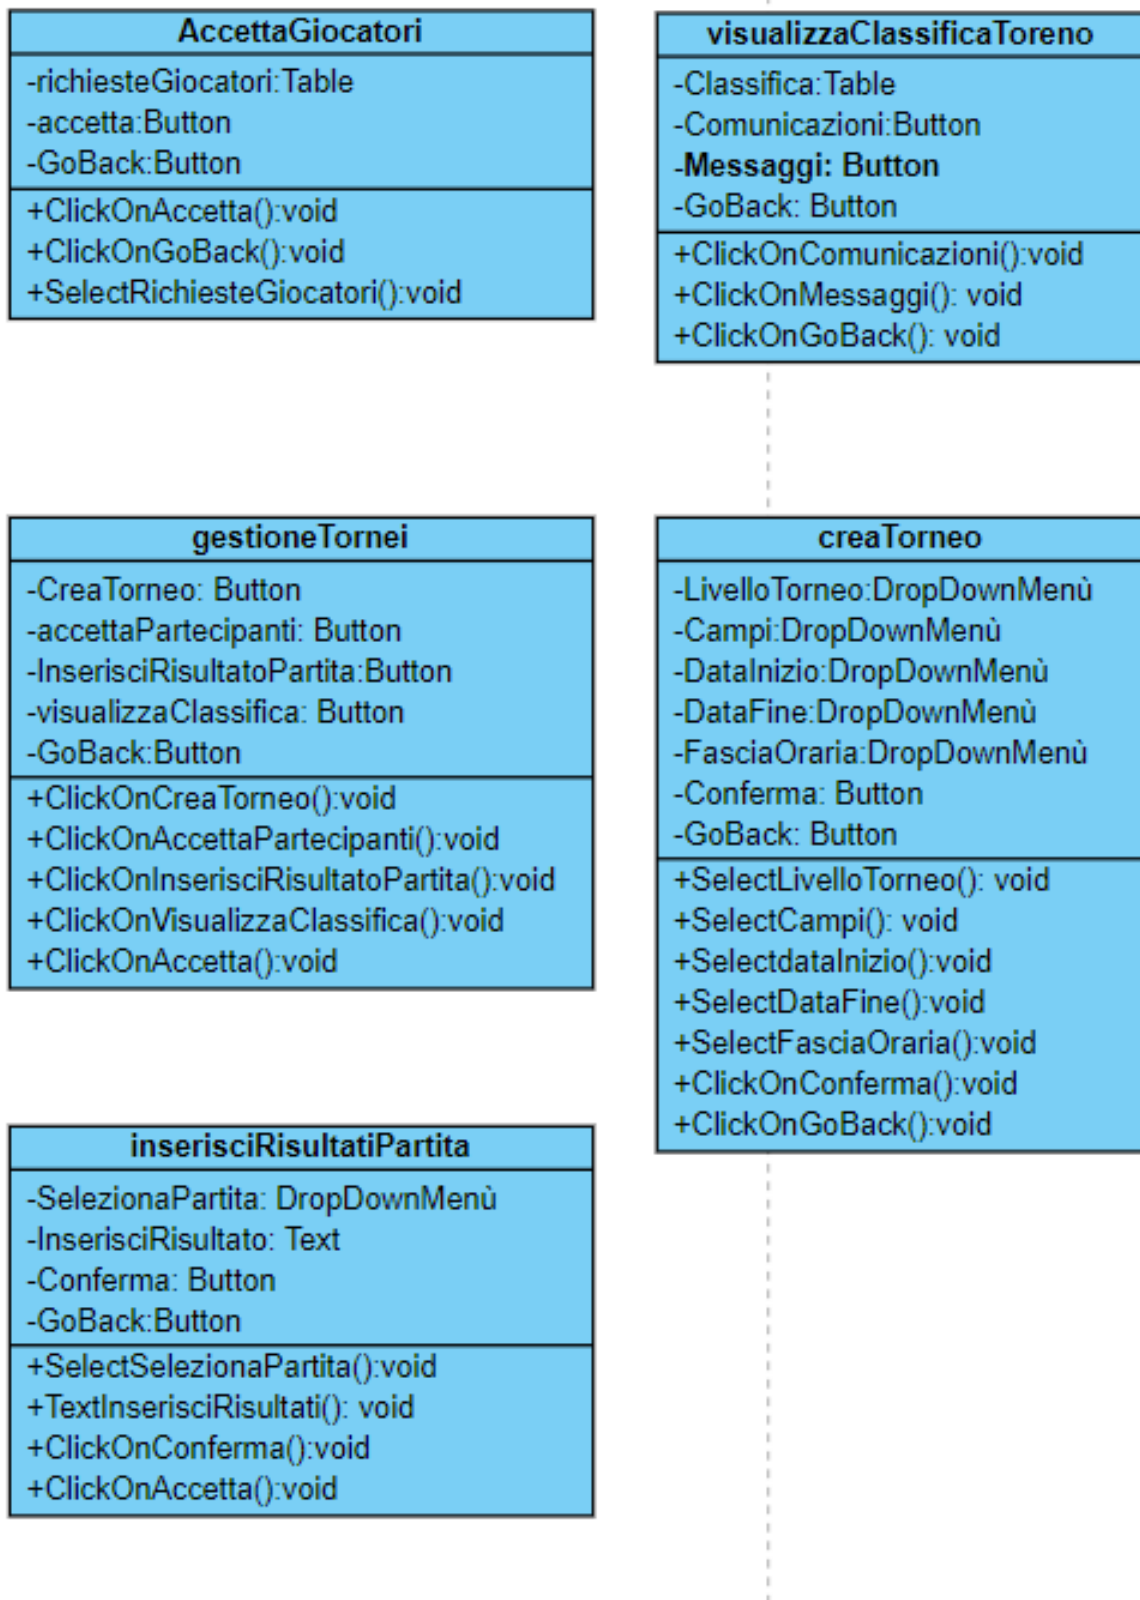 AccettaGiocatori
-richiesteGiocatori:Table
-accetta:Button
-GoBack:Button
+ClickOnAccetta():void
+ClickOnGoBack():void
+SelectRichiesteGiocatori():void
visualizzaClassificaToreno
-Classifica:Table
-Comunicazioni:Button
-Messaggi: Button
-GoBack: Button
+ClickOnComunicazioni():void
+ClickOnMessaggi(): void
+ClickOnGoBack(): void
gestioneTornei
-CreaTorneo: Button
-accettaPartecipanti: Button
-InserisciRisultatoPartita:Button
-visualizzaClassifica: Button
-GoBack:Button
+ClickOnCreaTorneo():void
+ClickOnAccettaPartecipanti():void
+ClickOnInserisciRisultatoPartita():void
+ClickOnVisualizzaClassifica():void
+ClickOnAccetta():void
creaTorneo
-LivelloTorneo:DropDownMenù
-Campi:DropDownMenù
-DataInizio:DropDownMenù
-DataFine:DropDownMenù
-FasciaOraria:DropDownMenù
-Conferma: Button
-GoBack: Button
+SelectLivelloTorneo(): void
+SelectCampi(): void
+SelectdataInizio():void
+SelectDataFine():void
+SelectFasciaOraria():void
+ClickOnConferma():void
+ClickOnGoBack():void
inserisciRisultatiPartita
-SelezionaPartita: DropDownMenù
-InserisciRisultato: Text
-Conferma: Button
-GoBack:Button
+SelectSelezionaPartita():void
+TextInserisciRisultati(): void
+ClickOnConferma():void
+ClickOnAccetta():void